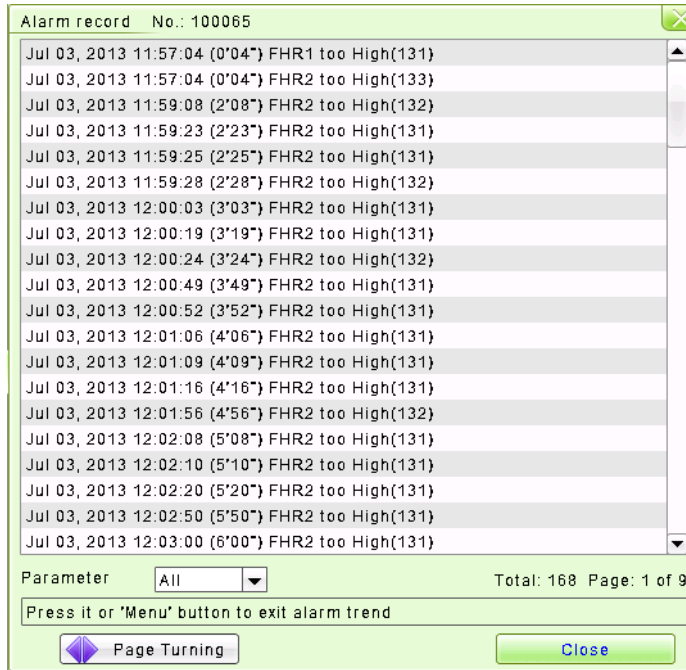 Alarm record No.: 100065
Jul 03, 2013 11:57:04 (0'04") FHR1 too High(131)
Jul 03, 2013 11:57:04 (0'04") FHR2 too High(133)
Jul 03, 2013 11:59:08 (2'08") FHR2 too High(132)
Jul 03, 2013 11:59:23 (2'23") FHR2 too High(131)
Jul 03, 2013 11:59:25 (2'25") FHR2 too High(131)
Jul 03, 2013 11:59:28 (2'28") FHR2 too High(132)
Jul 03, 2013 12:00:03 (3'03") FHR2 too High(131)
Jul 03, 2013 12:00:19 (3'19") FHR2 too High(131)
Jul 03, 2013 12:00:24 (3'24") FHR2 too High(132)
Jul 03, 2013 12:00:49 (3'49") FHR2 too High(131)
Jul 03, 2013 12:00:52 (3'52") FHR2 too High(131)
Jul 03, 2013 12:01:06 (4'06") FHR2 too High(131)
Jul 03, 2013 12:01:09 (4'09") FHR2 too High(131)
Jul 03, 2013 12:01:16 (4'16") FHR2 too High(131)
Jul 03, 2013 12:01:56 (4'56") FHR2 too High(132)
Jul 03, 2013 12:02:08 (5'08") FHR2 too High(131)
Jul 03, 2013 12:02:10 (5'10") FHR2 too High(131)
Jul 03, 2013 12:02:20 (5'20") FHR2 too High(131)
Jul 03, 2013 12:02:50 (5'50") FHR2 too High(131)
Jul 03, 2013 12:03:00 (6'00") FHR2 too High(131)
Parameter All Total: 168 Page: 1 of 9
Press it or 'Menu' button to exit alarm trend
Page Turning Close